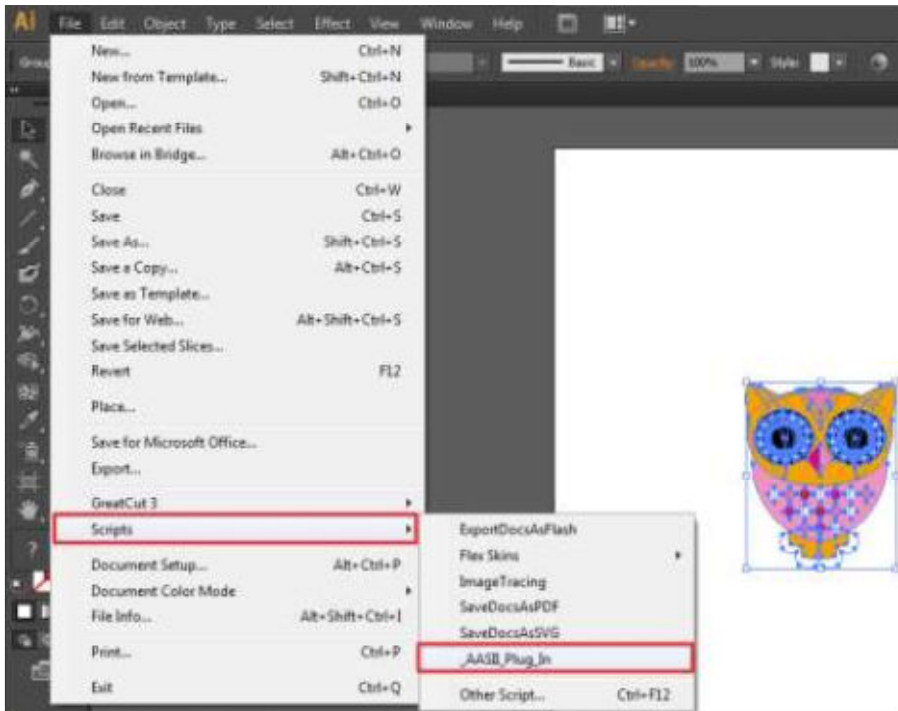 Ai File Edit Object Type Select Effect View Window Help
Group
Basic Opacity 100% Style
New... Ctrl+N
New from Template... Shift+Ctrl+N
Open... Ctrl+O
Open Recent Files
Browse in Bridge... Alt+Ctrl+O
Close Ctrl+W
Save Ctrl+S
Save As... Shift+Ctrl+S
Save a Copy... Alt+Ctrl+S
Save as Template...
Save for Web... Alt+Shift+Ctrl+S
Save Selected Slices...
Revert F12
Place...
Save for Microsoft Office...
Export...
GreatCut 3
Scripts
Document Setup... Alt+Ctrl+P
Document Color Mode
File Info... Alt+Shift+Ctrl+I
Print... Ctrl+P
Exit Ctrl+Q
ExportDocsAsFlash
Flex Skins
ImageTracing
SaveDocsAsPDF
SaveDocsAsSVG
_AASB_Plug_In
Other Script... Ctrl+F12